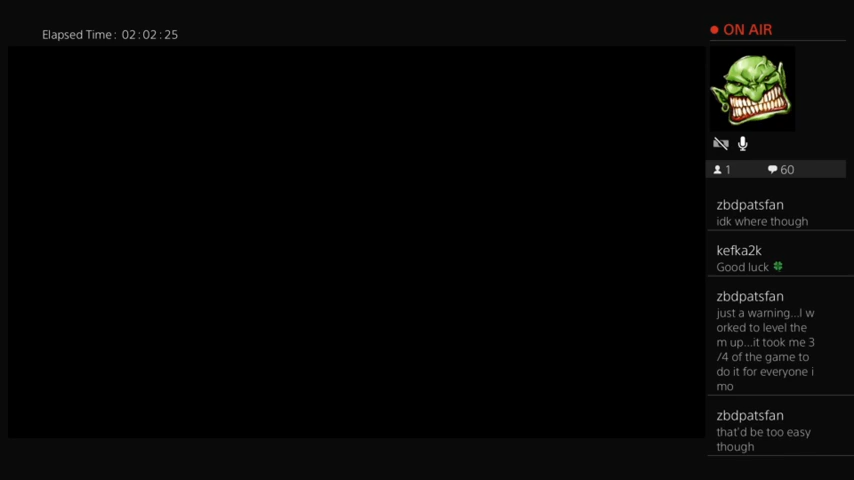 Elapsed Time: 02:02:25
ON AIR
1 60
zbdpatsfan
idk where though
kefka2k
Good luck 🍀
zbdpatsfan
just a warning...I w
orked to level the
m up...it took me 3
/4 of the game to
do it for everyone i
mo
zbdpatsfan
that'd be too easy
though